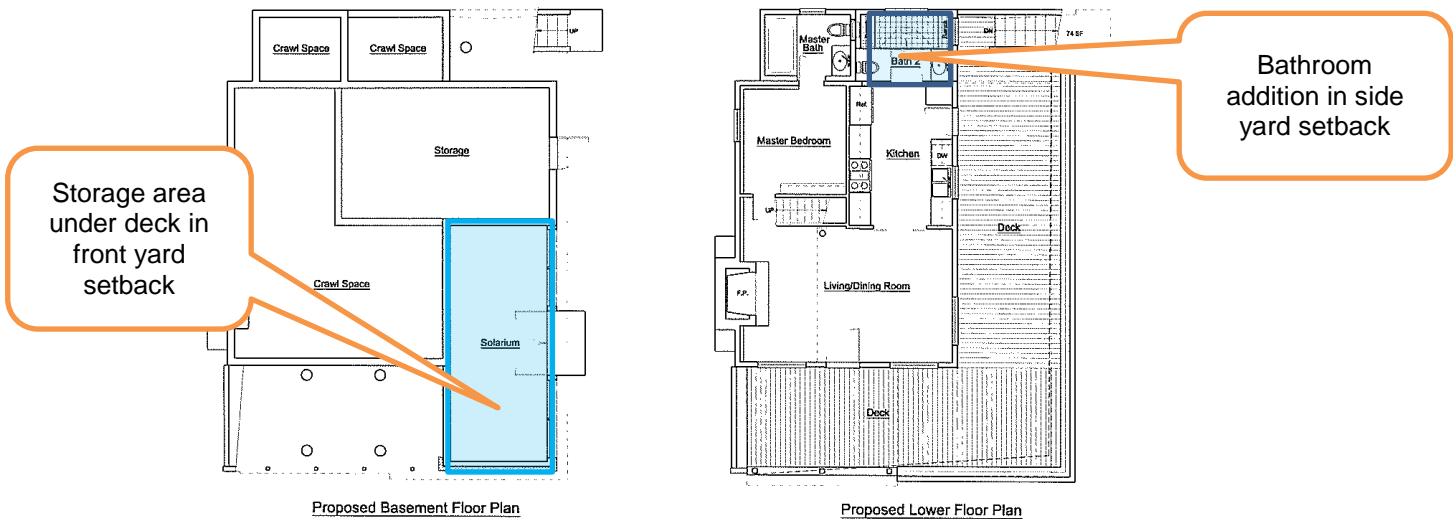 Crawl Space
Crawl Space
UP
Storage
Storage area
under deck in
front yard
setback
Crawl Space
Solarium
Proposed Basement Floor Plan
Master
Bath
Bath 2
DN
74 SF
Bathroom
addition in side
yard setback
Ref.
Master Bedroom
Kitchen
DW
UP
Deck
F.P.
Living/Dining Room
Deck
Proposed Lower Floor Plan